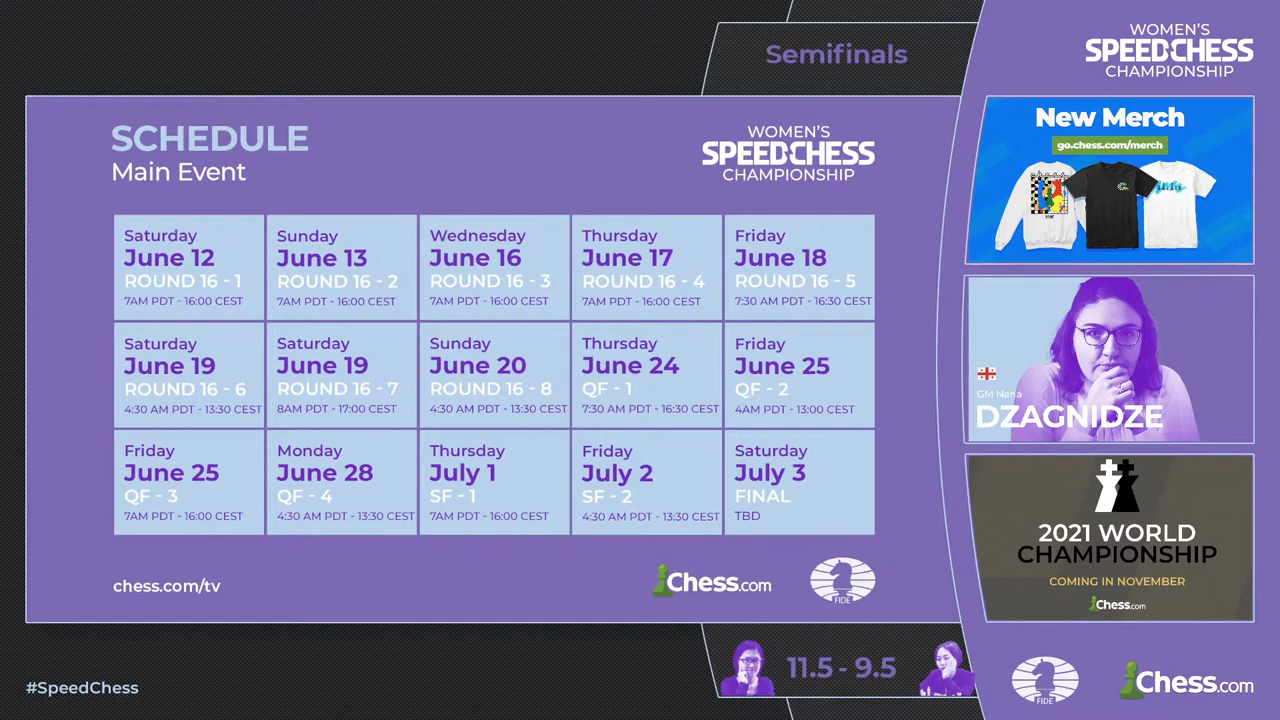 Semifinals
WOMEN'S
SPEEDCHESS
CHAMPIONSHIP
SCHEDULE
Main Event
WOMEN'S
SPEEDCHESS
CHAMPIONSHIP
Saturday
June 12
ROUND 16 - 1
7AM PDT - 16:00 CEST
Sunday
June 13
ROUND 16 - 2
7AM PDT - 16:00 CEST
Wednesday
June 16
ROUND 16 - 3
7AM PDT - 16:00 CEST
Thursday
June 17
ROUND 16 - 4
7AM PDT - 16:00 CEST
Friday
June 18
ROUND 16 - 5
7:30 AM PDT - 16:30 CEST
Saturday
June 19
ROUND 16 - 6
4:30 AM PDT - 13:30 CEST
Saturday
June 19
ROUND 16 - 7
8AM PDT - 17:00 CEST
Sunday
June 20
ROUND 16 - 8
4:30 AM PDT - 13:30 CEST
Thursday
June 24
QF - 1
7:30 AM PDT - 16:30 CEST
Friday
June 25
QF - 2
4AM PDT - 13:00 CEST
Friday
June 25
QF - 3
7AM PDT - 16:00 CEST
Monday
June 28
QF - 4
4:30 AM PDT - 13:30 CEST
Thursday
July 1
SF - 1
7AM PDT - 16:00 CEST
Friday
July 2
SF - 2
4:30 AM PDT - 13:30 CEST
Saturday
July 3
FINAL
TBD
chess.com/tv
Chess.com
FIDE
New Merch
go.chess.com/merch
GM Nana
DZAGNIDZE
2021 WORLD
CHAMPIONSHIP
COMING IN NOVEMBER
Chess.com
#SpeedChess
11.5 - 9.5
FIDE
Chess.com